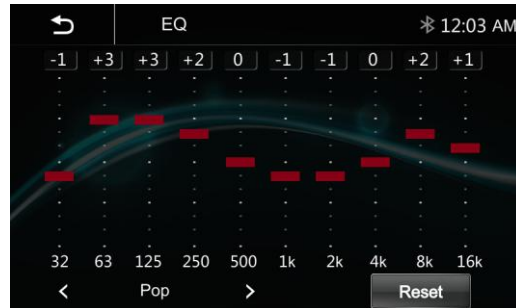 EQ 12:03 AM
-1 +3 +3 +2 0 -1 -1 0 +2 +1
32 63 125 250 500 1k 2k 4k 8k 16k
< Pop > Reset